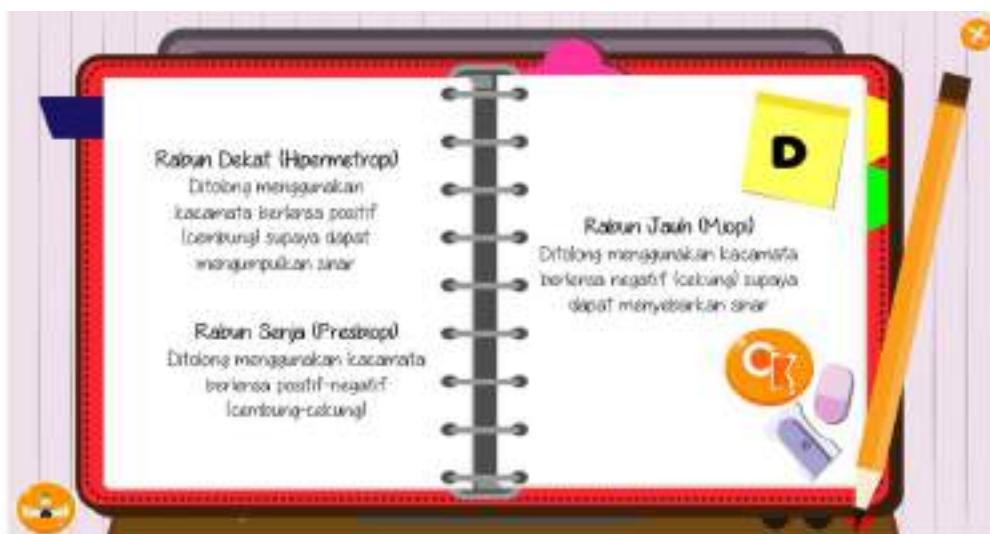 Rabun Dekat (Hipermetropi)
Ditolong menggunakan
kacamata berlensa positif
(cembung) supaya dapat
mengumpulkan sinar
Rabun Senja (Presbiopi)
Ditolong menggunakan kacamata
berlensa positif-negatif
(cembung-cekung)
D
Rabun Jauh (Miopi)
Ditolong menggunakan kacamata
berlensa negatif (cekung) supaya
dapat menyebarkan sinar